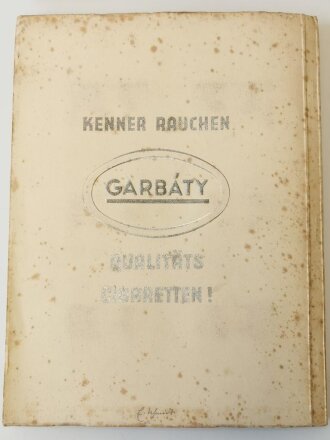 KENNER RAUCHEN
GARBÁTY
QUALITÄTS
CIGARETTEN!